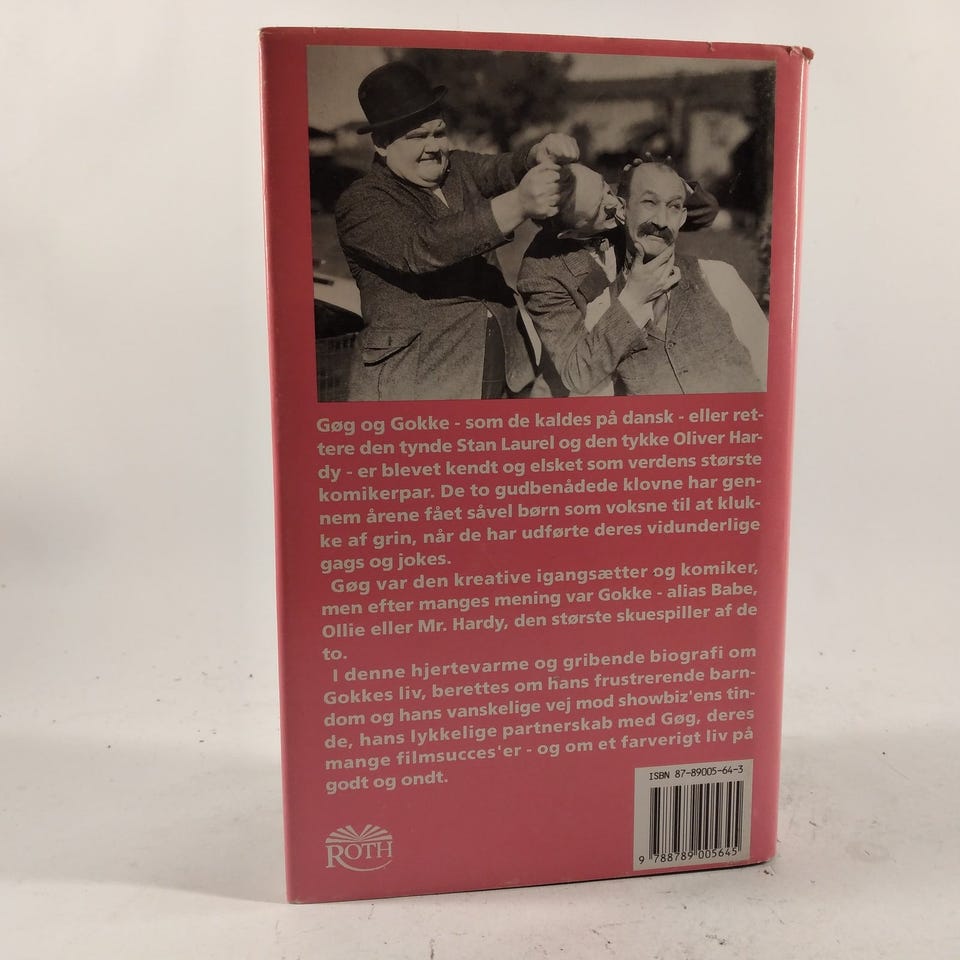 Gøg og Gokke - som de kaldes på dansk - eller ret-
tere den tynde Stan Laurel og den tykke Oliver Har-
dy - er blevet kendt og elsket som verdens største
komikerpar. De to gudbenådede klovne har gen-
nem årene fået såvel børn som voksne til at kluk-
ke af grin, når de har udførte deres vidunderlige
gags og jokes.
Gøg var den kreative igangsætter og komiker,
men efter manges mening var Gokke - alias Babe,
Ollie eller Mr. Hardy, den største skuespiller af de
to.
I denne hjertevarme og gribende biografi om
Gokkes liv, berettes om hans frustrerende barn-
dom og hans vanskelige vej mod showbiz'ens tin-
de, hans lykkelige partnerskab med Gøg, deres
mange filmsucces'er - og om et farverigt liv på
godt og ondt.
ISBN 87-89005-64-3
9 788789 005645
ROTH